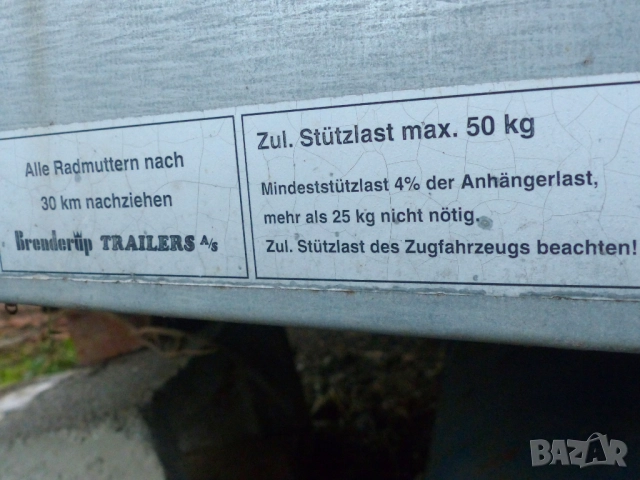 Alle Radmuttern nach
30 km nachziehen
Brenderup TRAILERS A/S
Zul. Stützlast max. 50 kg
Mindeststützlast 4% der Anhängerlast,
mehr als 25 kg nicht nötig.
Zul. Stützlast des Zugfahrzeugs beachten!
BAZAR